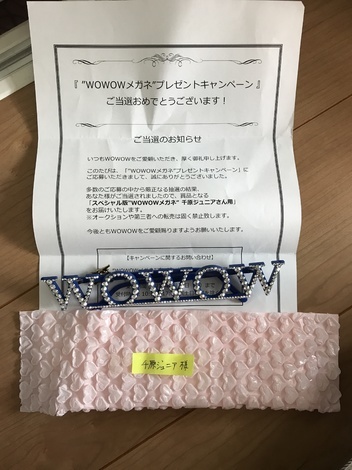 『 "WOWOWメガネ"プレゼントキャンペーン 』
ご当選おめでとうございます！
ご当選のお知らせ
いつもWOWOWをご愛顧いただき、厚く御礼申し上げます。
このたびは、「"WOWOWメガネ"プレゼントキャンペーン」に
ご応募いただきまして、誠にありがとうございました。
多数のご応募の中から厳正なる抽選の結果、
あなた様がご当選されましたので、賞品となる
「スペシャル版"WOWOWメガネ" 千原ジュニアさん用」
をお届けいたします。
※オークションや第三者への転売は固く禁止致します。
今後ともWOWOWをご愛顧賜りますようお願いいたします。
【キャンペーンに関するお問い合わせ】
WOWOW
千原ジュニア様